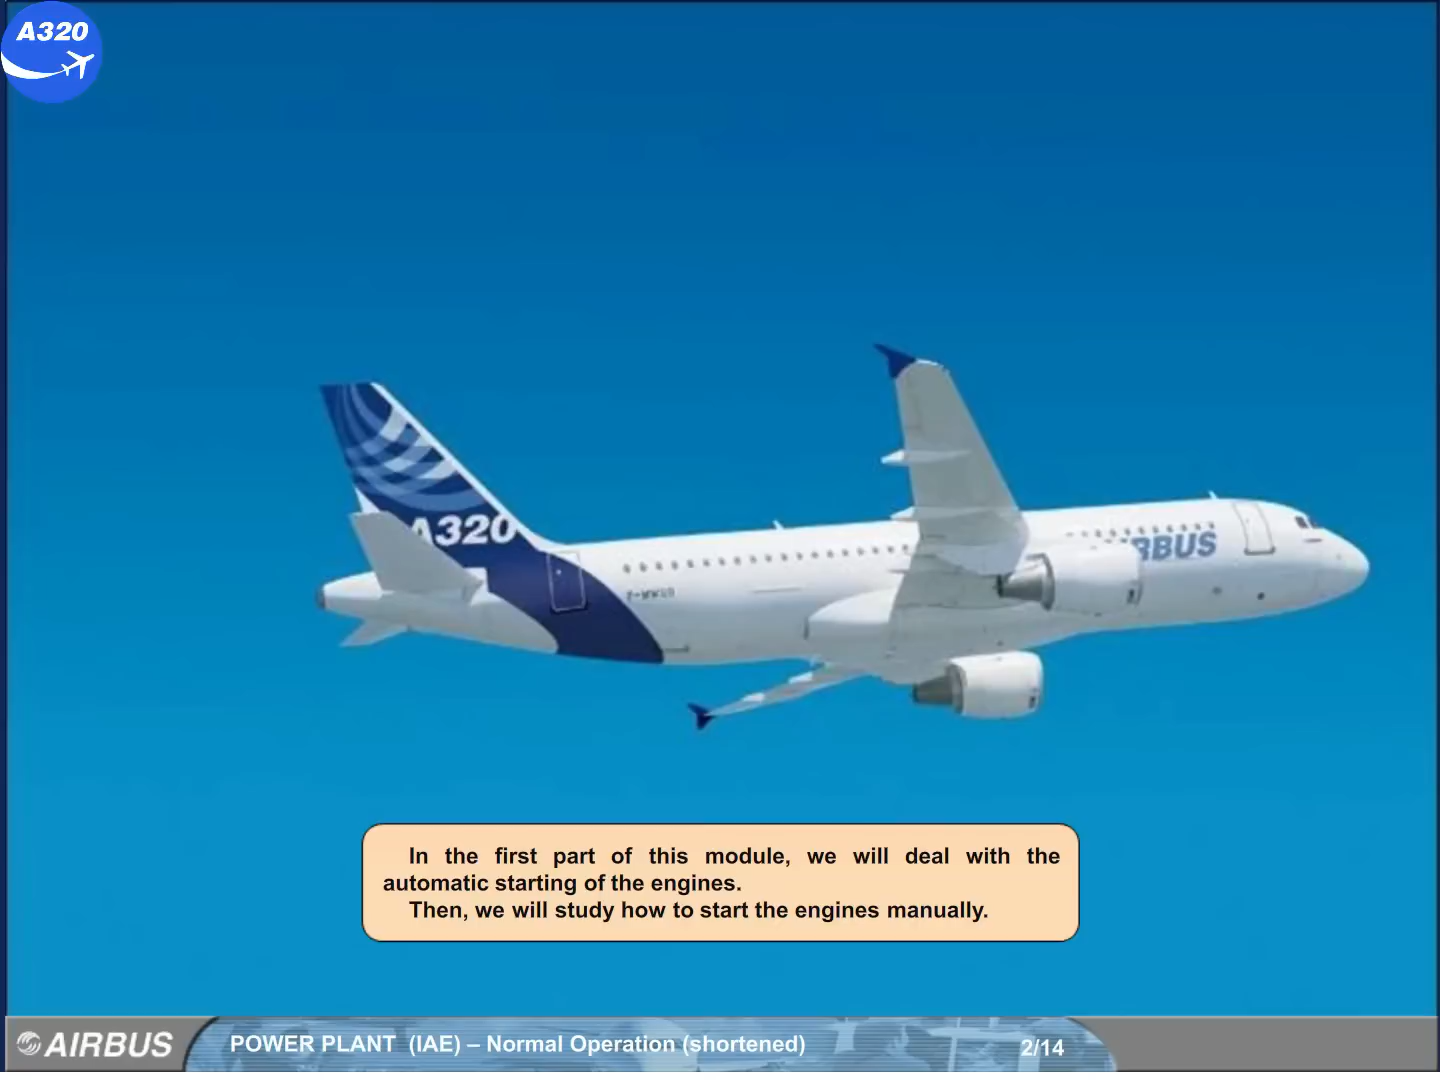 A320
A320
RBUS
In the first part of this module, we will deal with the
automatic starting of the engines.
Then, we will study how to start the engines manually.
AIRBUS
POWER PLANT (IAE) – Normal Operation (shortened)
2/14